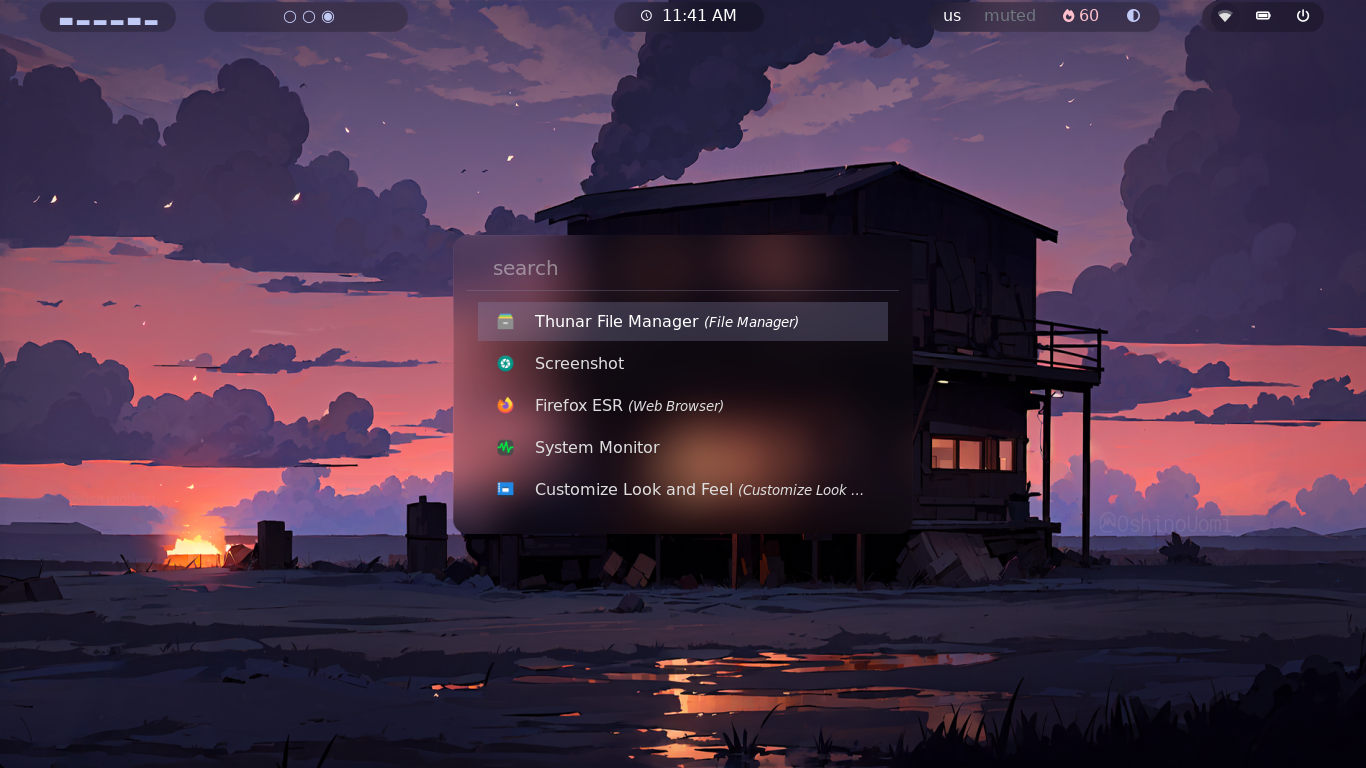 11:41 AM
us muted 60
search
Thunar File Manager (File Manager)
Screenshot
Firefox ESR (Web Browser)
System Monitor
Customize Look and Feel (Customize Look ...
@OshinoUomi